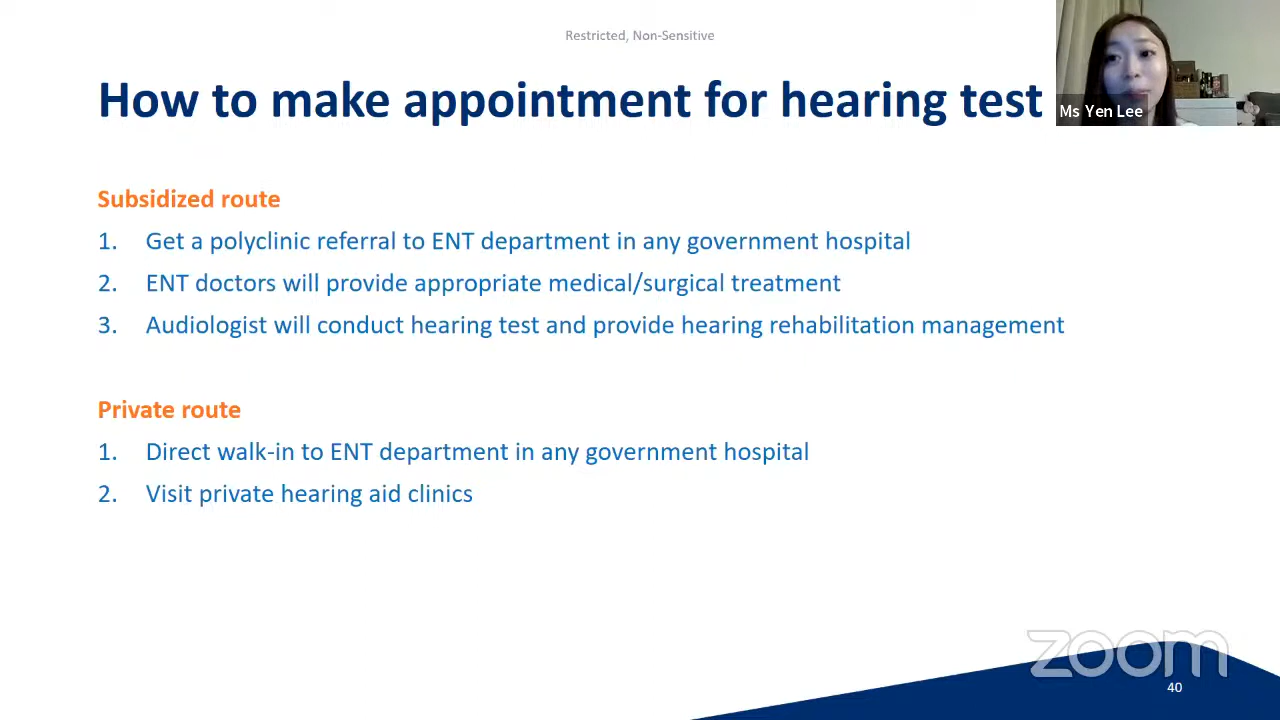 Restricted, Non-Sensitive
How to make appointment for hearing test
Ms Yen Lee
Subsidized route
1. Get a polyclinic referral to ENT department in any government hospital
2. ENT doctors will provide appropriate medical/surgical treatment
3. Audiologist will conduct hearing test and provide hearing rehabilitation management
Private route
1. Direct walk-in to ENT department in any government hospital
2. Visit private hearing aid clinics
zoom
40